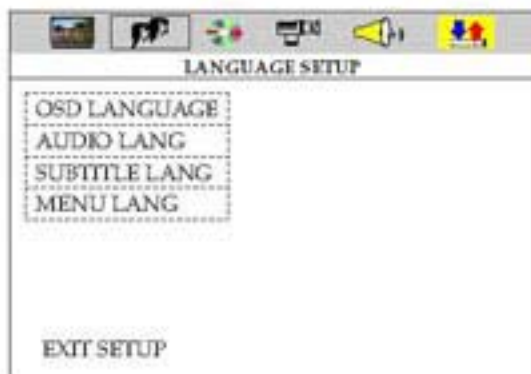 LANGUAGE SETUP
OSD LANGUAGE
AUDIO LANG
SUBTITLE LANG
MENU LANG
EXIT SETUP